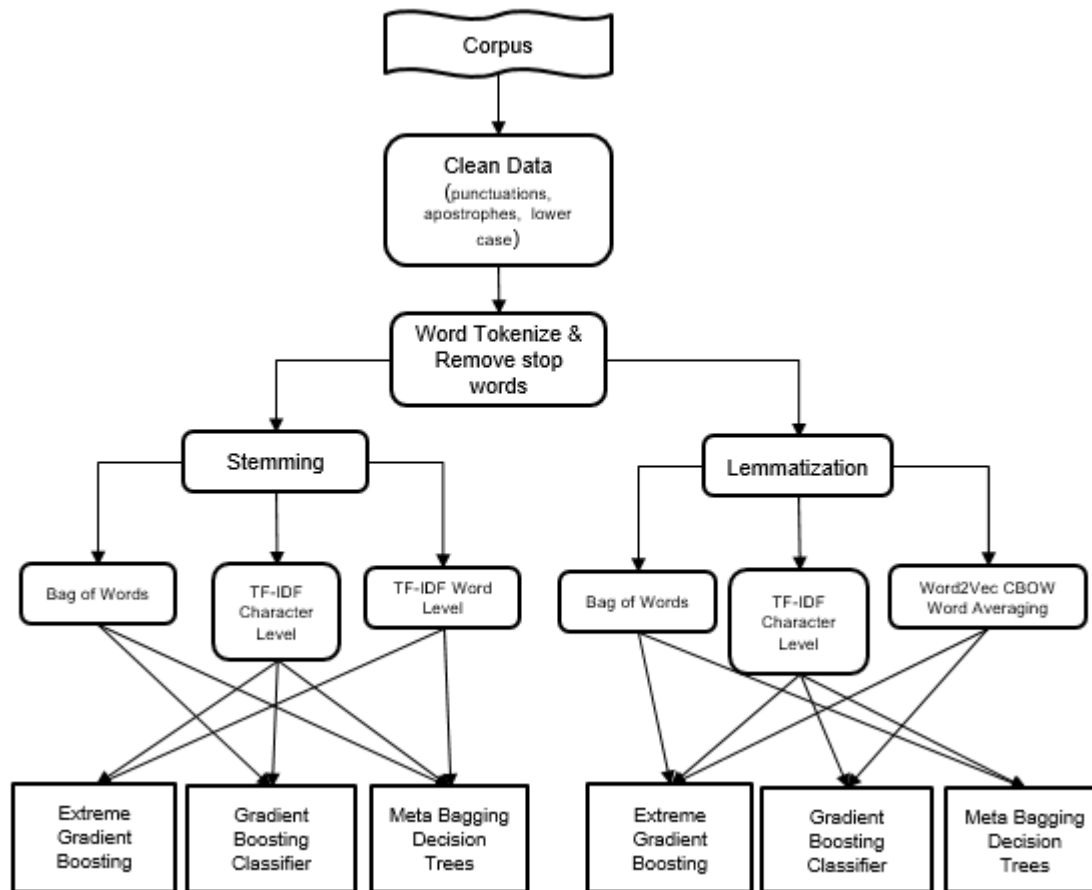 Corpus
Clean Data
(punctuations,
apostrophes, lower
case)
Word Tokenize &
Remove stop
words
Stemming
Lemmatization
Bag of Words
TF-IDF
Character
Level
TF-IDF Word
Level
Bag of Words
TF-IDF
Character
Level
Word2Vec CBOW
Word Averaging
Extreme
Gradient
Boosting
Gradient
Boosting
Classifier
Meta Bagging
Decision
Trees
Extreme
Gradient
Boosting
Gradient
Boosting
Classifier
Meta Bagging
Decision
Trees